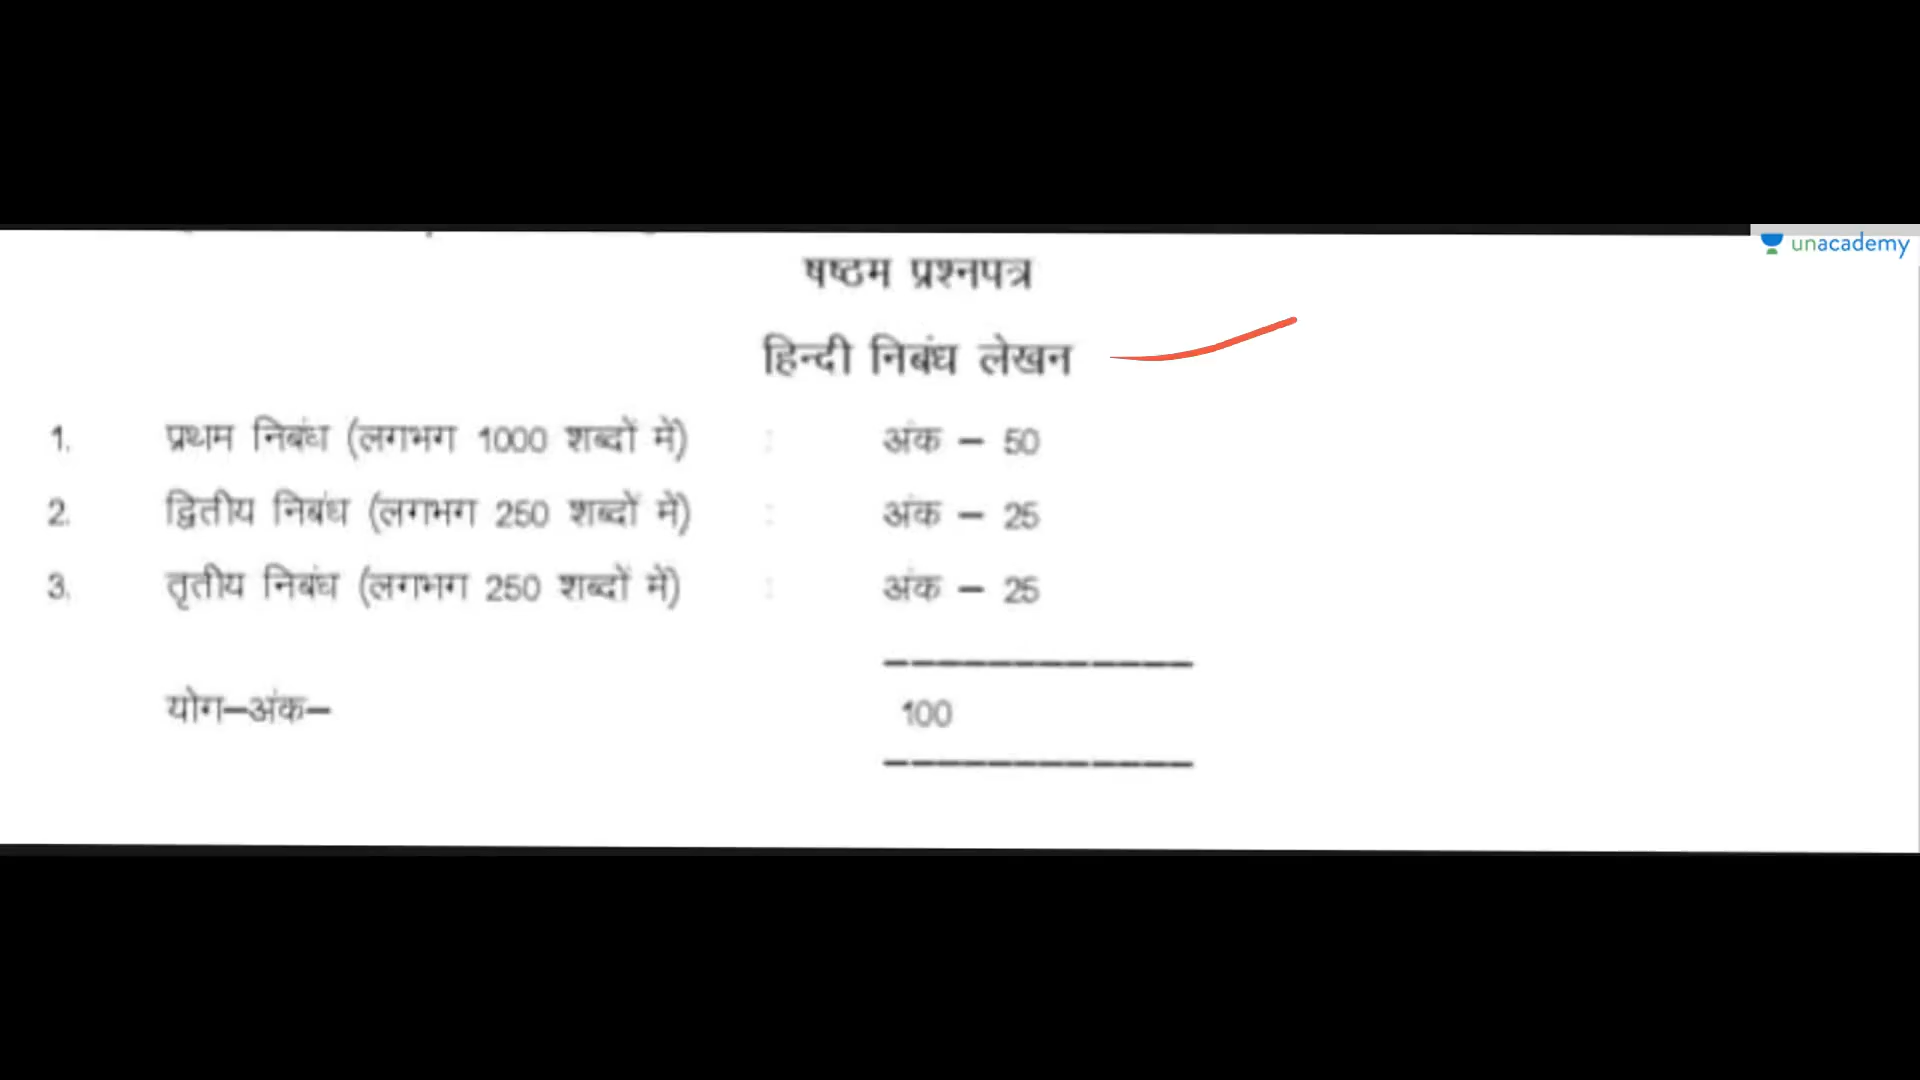 unacademy
षष्ठम प्रश्नपत्र
हिन्दी निबंध लेखन
1. प्रथम निबंध (लगभग 1000 शब्दों में) : अंक – 50
2. द्वितीय निबंध (लगभग 250 शब्दों में) : अंक – 25
3. तृतीय निबंध (लगभग 250 शब्दों में) : अंक – 25
योग–अंक– 100